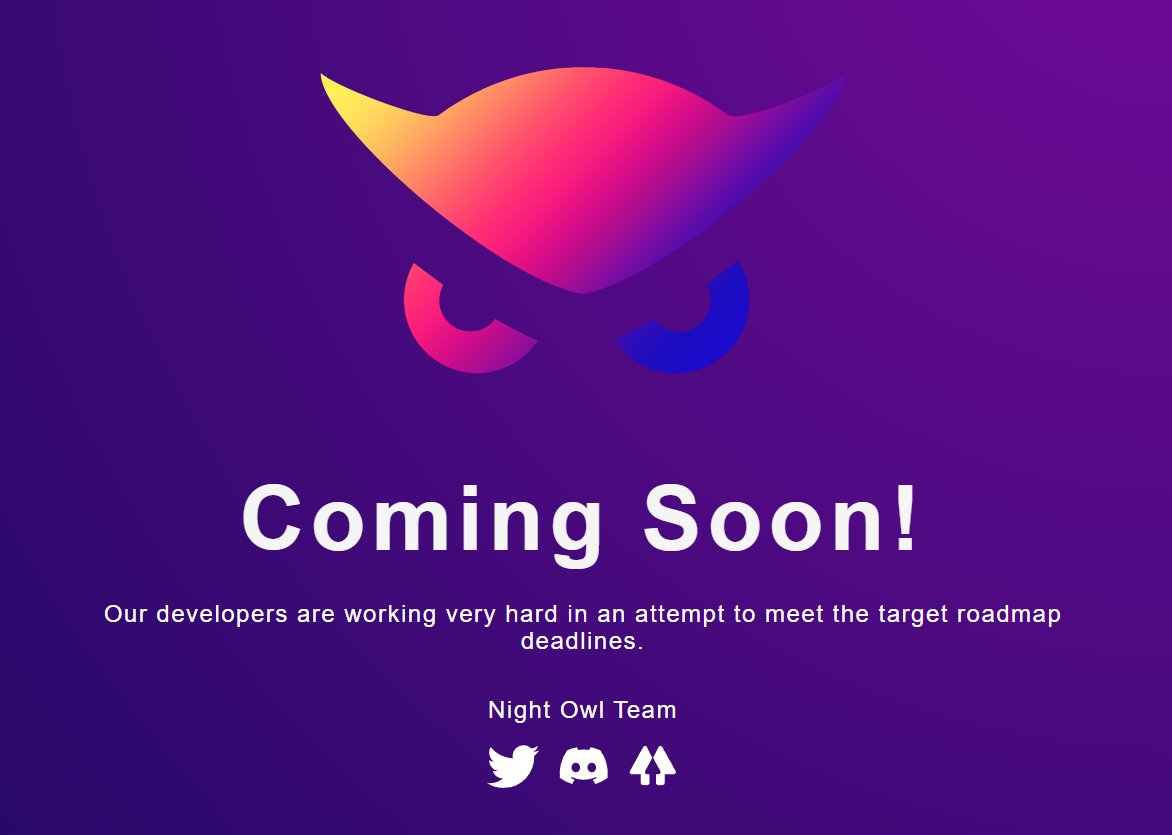 Coming Soon!
Our developers are working very hard in an attempt to meet the target roadmap
deadlines.
Night Owl Team